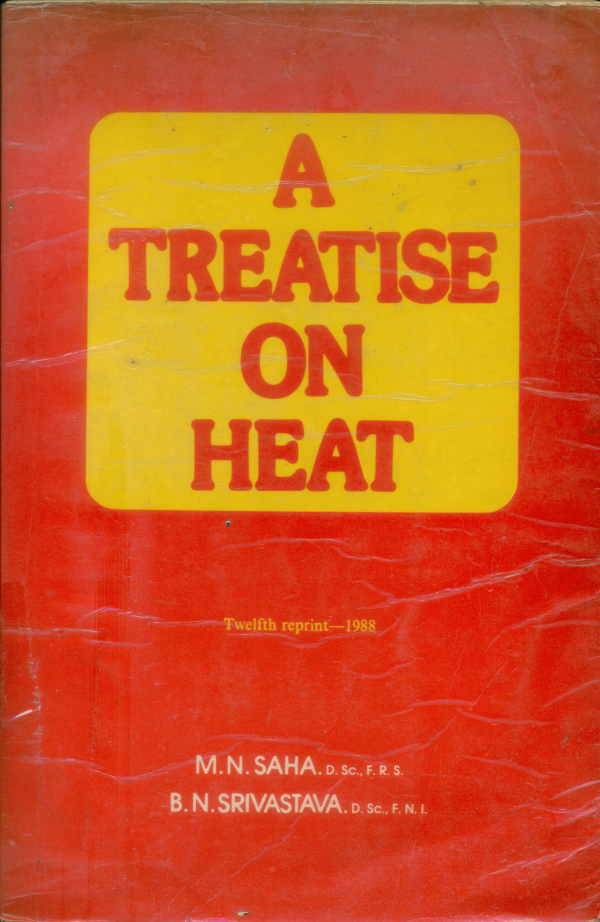 A
TREATISE
ON
HEAT
Twelfth reprint—1988
M. N. SAHA. D. Sc., F. R. S.
B. N. SRIVASTAVA. D. Sc., F. N. I.